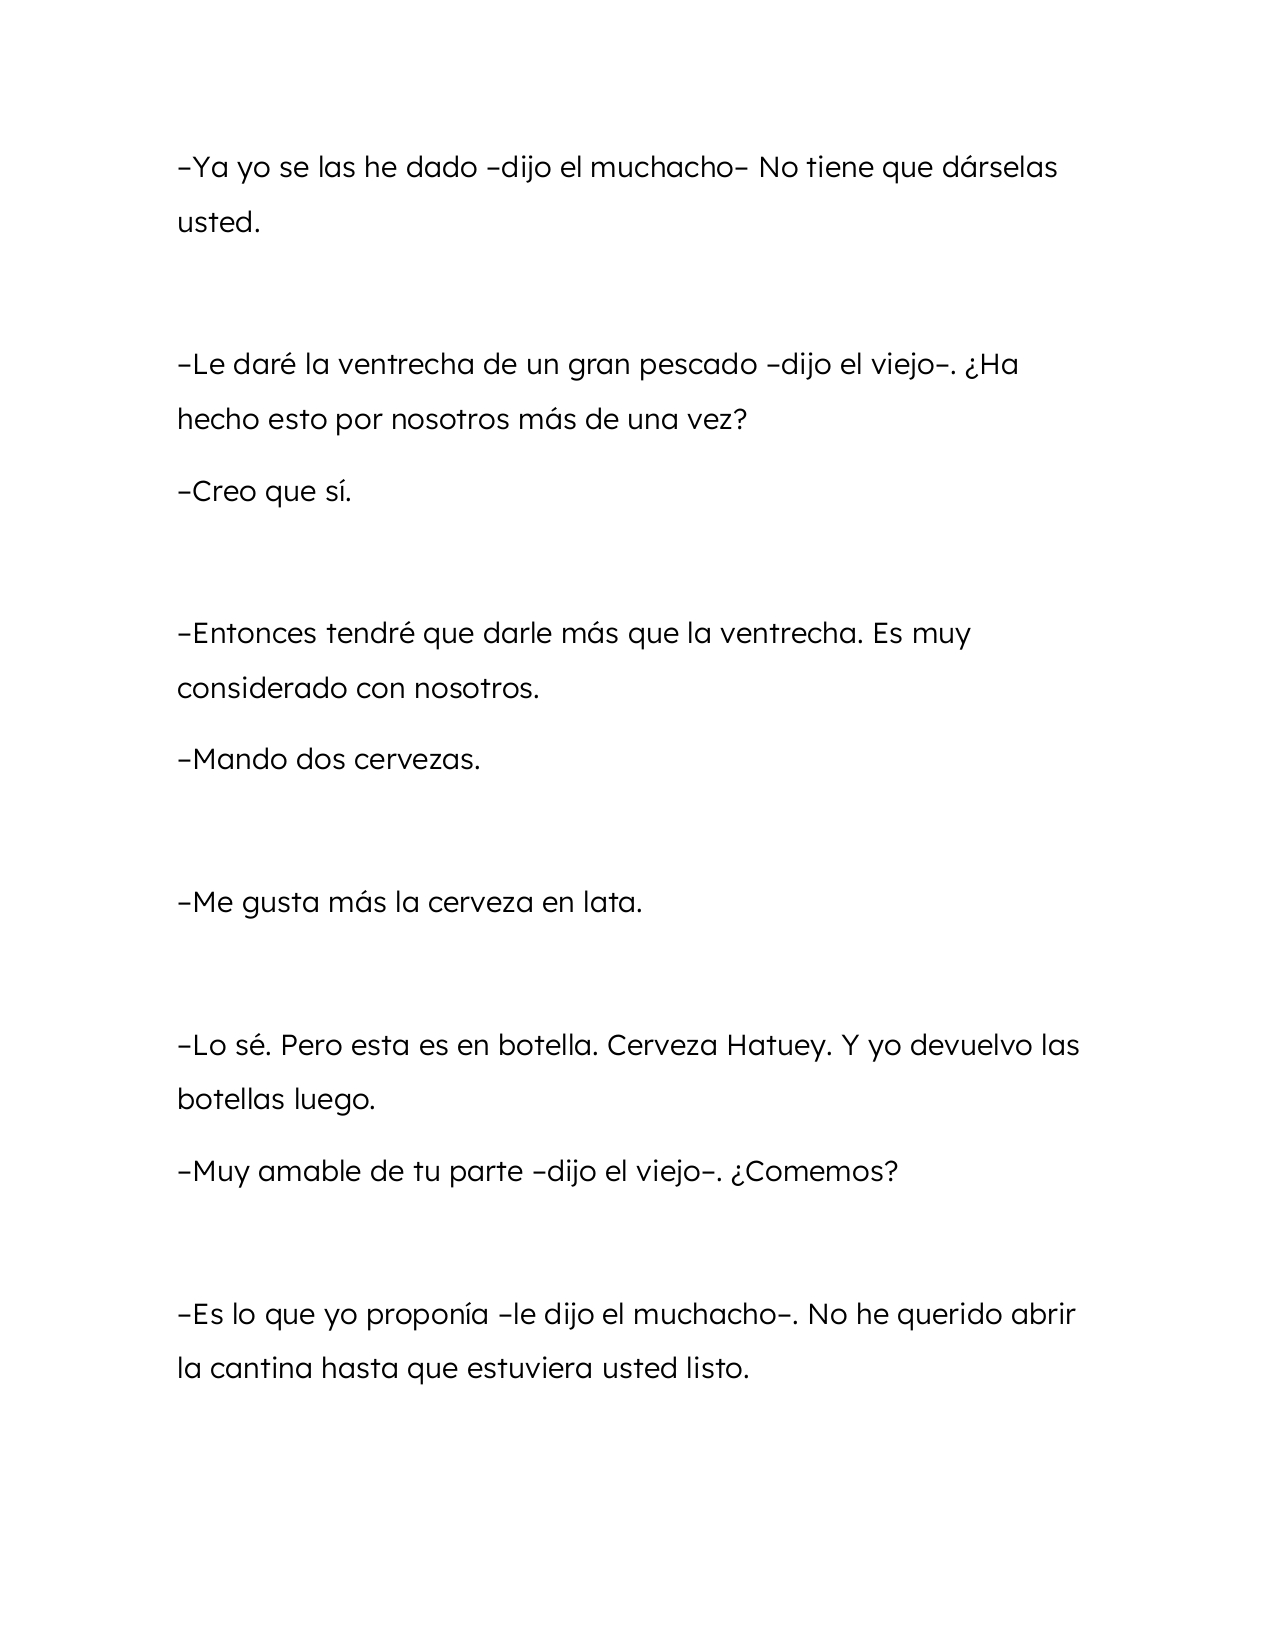 –Ya yo se las he dado –dijo el muchacho– No tiene que dárselas
usted.
–Le daré la ventrecha de un gran pescado –dijo el viejo–. ¿Ha
hecho esto por nosotros más de una vez?
–Creo que sí.
–Entonces tendré que darle más que la ventrecha. Es muy
considerado con nosotros.
–Mando dos cervezas.
–Me gusta más la cerveza en lata.
–Lo sé. Pero esta es en botella. Cerveza Hatuey. Y yo devuelvo las
botellas luego.
–Muy amable de tu parte –dijo el viejo–. ¿Comemos?
–Es lo que yo proponía –le dijo el muchacho–. No he querido abrir
la cantina hasta que estuviera usted listo.